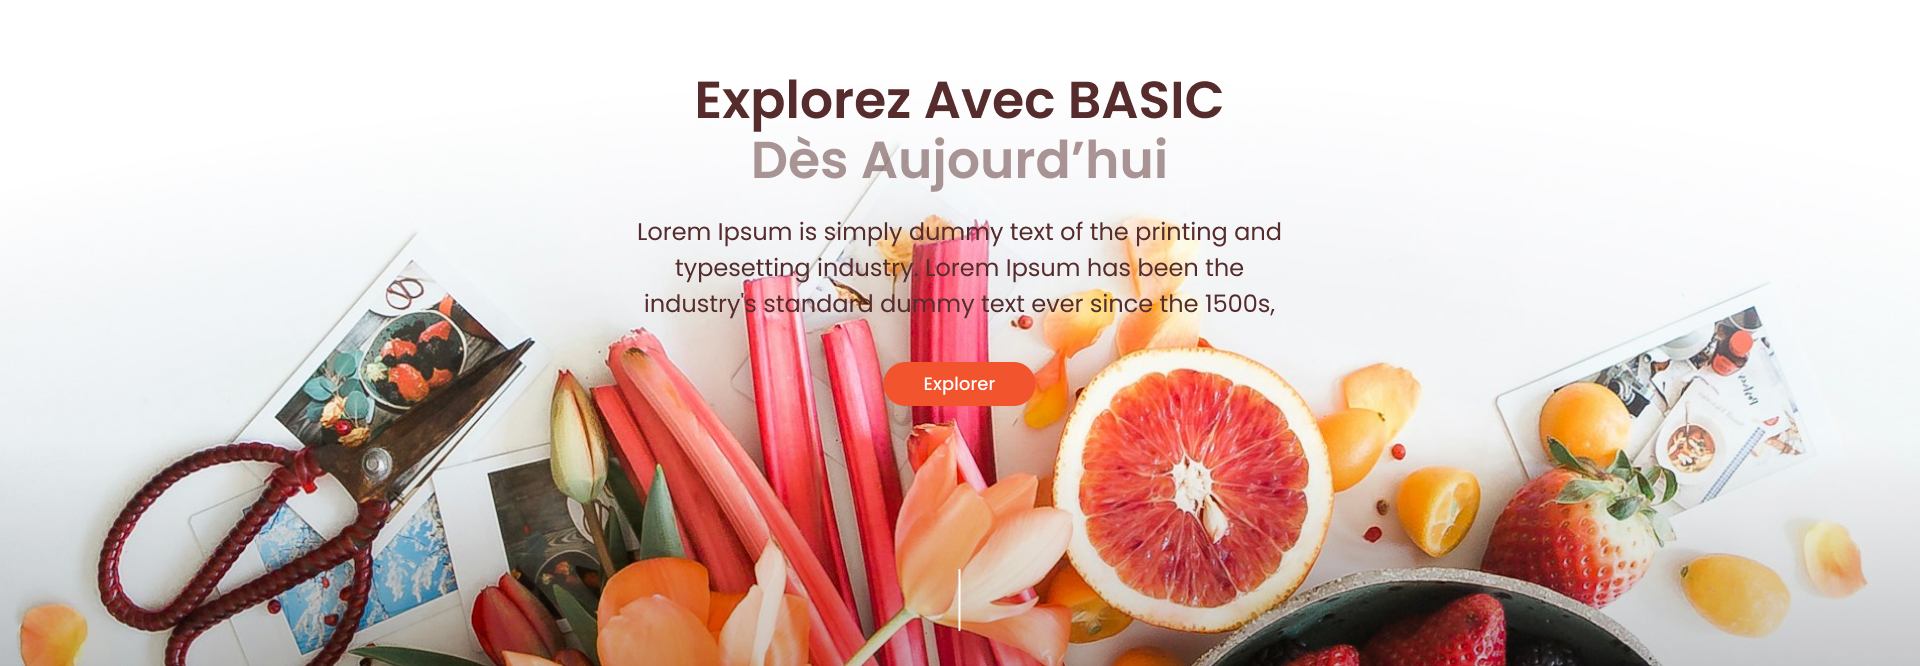 Explorez Avec BASIC
Dès Aujourd’hui
Lorem Ipsum is simply dummy text of the printing and
typesetting industry. Lorem Ipsum has been the
industry's standard dummy text ever since the 1500s,
Explorer